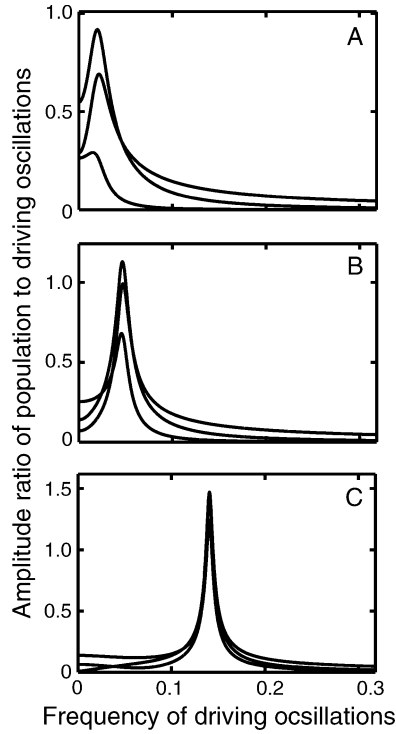 Amplitude ratio of population to driving oscillations
1.0
0.5
0
A
1.0
0.5
0
B
1.5
1.0
0.5
0
C
0 0.1 0.2 0.3
Frequency of driving ocsillations